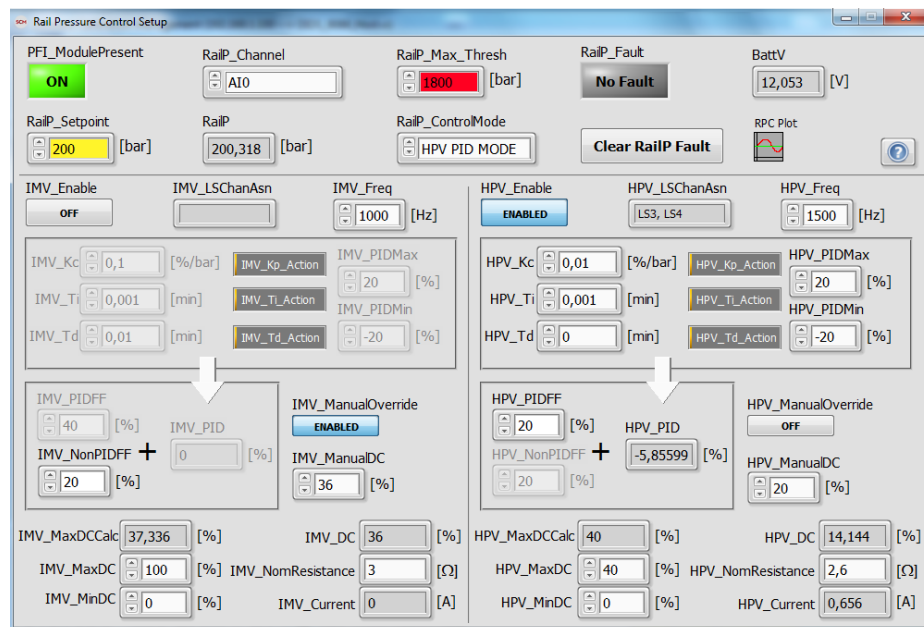 SCH Rail Pressure Control Setup
PFI_ModulePresent RailP_Channel RailP_Max_Thresh RailP_Fault BattV
ON AI0 1800 [bar] No Fault 12,053 [V]
RailP_Setpoint RailP RailP_ControlMode RPC Plot
200 [bar] 200,318 [bar] HPV PID MODE Clear RailP Fault ?
IMV_Enable IMV_LSChanAsn IMV_Freq HPV_Enable HPV_LSChanAsn HPV_Freq
OFF 1000 [Hz] ENABLED LS3, LS4 1500 [Hz]
IMV_Kc 0,1 [%/bar] IMV_Kp_Action IMV_PIDMax 20 [%]
IMV_Ti 0,001 [min] IMV_Ti_Action IMV_PIDMin
IMV_Td 0,01 [min] IMV_Td_Action -20 [%]
HPV_Kc 0,01 [%/bar] HPV_Kp_Action HPV_PIDMax 20 [%]
HPV_Ti 0,001 [min] HPV_Ti_Action HPV_PIDMin
HPV_Td 0 [min] HPV_Td_Action -20 [%]
IMV_PIDFF
40 [%] IMV_PID
IMV_NonPIDFF + 0 [%]
20 [%]
IMV_ManualOverride
ENABLED
IMV_ManualDC
36 [%]
HPV_PIDFF
20 [%] HPV_PID
HPV_NonPIDFF + -5,85599 [%]
20 [%]
HPV_ManualOverride
OFF
HPV_ManualDC
20 [%]
IMV_MaxDCCalc 37,336 [%] IMV_DC 36 [%]
IMV_MaxDC 100 [%] IMV_NomResistance 3 [Ω]
IMV_MinDC 0 [%] IMV_Current 0 [A]
HPV_MaxDCCalc 40 [%] HPV_DC 14,144 [%]
HPV_MaxDC 40 [%] HPV_NomResistance 2,6 [Ω]
HPV_MinDC 0 [%] HPV_Current 0,656 [A]